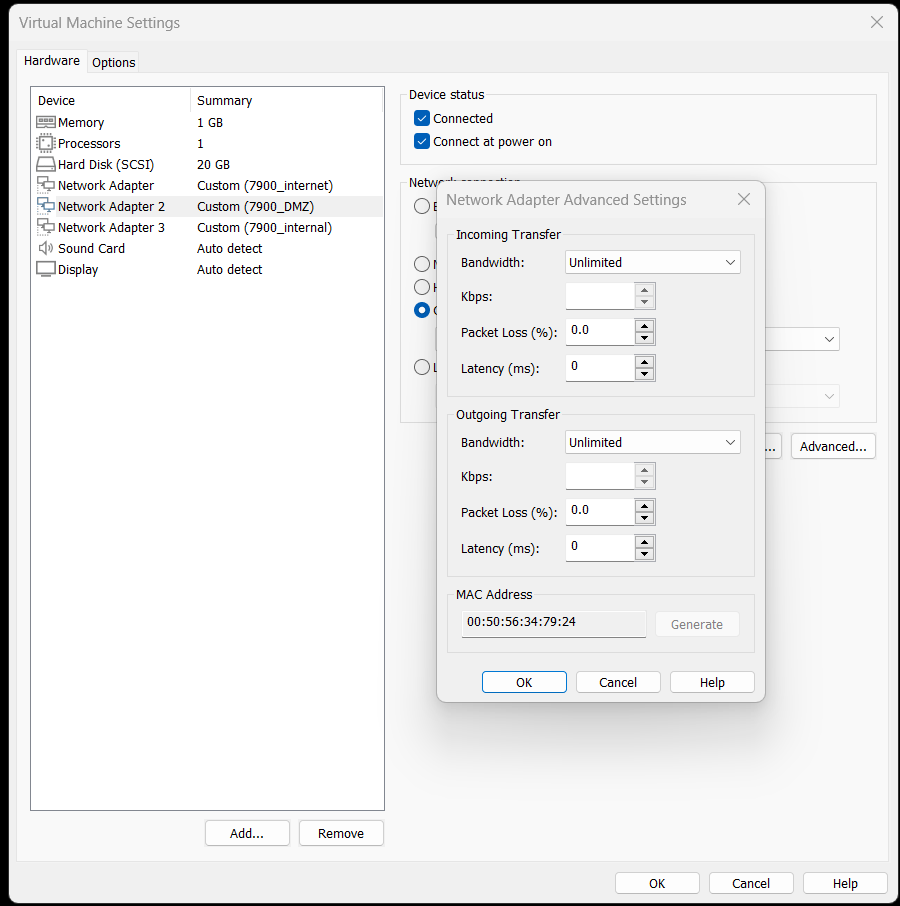 Virtual Machine Settings
Hardware Options
Device Summary
Memory 1 GB
Processors 1
Hard Disk (SCSI) 20 GB
Network Adapter Custom (7900_internet)
Network Adapter 2 Custom (7900_DMZ)
Network Adapter 3 Custom (7900_internal)
Sound Card Auto detect
Display Auto detect
Add... Remove
Device status
Connected
Connect at power on
Network connection
Advanced...
Network Adapter Advanced Settings
Incoming Transfer
Bandwidth: Unlimited
Kbps:
Packet Loss (%): 0.0
Latency (ms): 0
Outgoing Transfer
Bandwidth: Unlimited
Kbps:
Packet Loss (%): 0.0
Latency (ms): 0
MAC Address
00:50:56:34:79:24 Generate
OK Cancel Help
OK Cancel Help